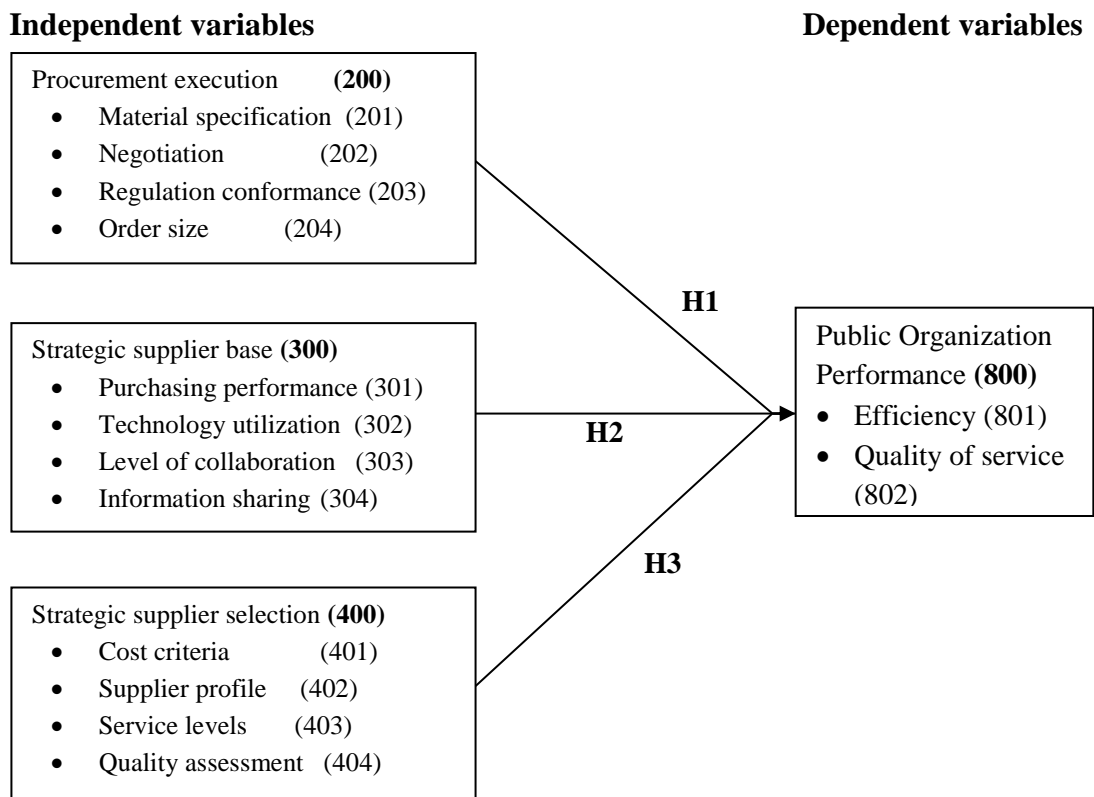 Independent variables
Dependent variables
Procurement execution (200)
• Material specification (201)
• Negotiation (202)
• Regulation conformance (203)
• Order size (204)
H1
Strategic supplier base (300)
• Purchasing performance (301)
• Technology utilization (302)
• Level of collaboration (303)
• Information sharing (304)
H2
Public Organization
Performance (800)
• Efficiency (801)
• Quality of service
(802)
H3
Strategic supplier selection (400)
• Cost criteria (401)
• Supplier profile (402)
• Service levels (403)
• Quality assessment (404)